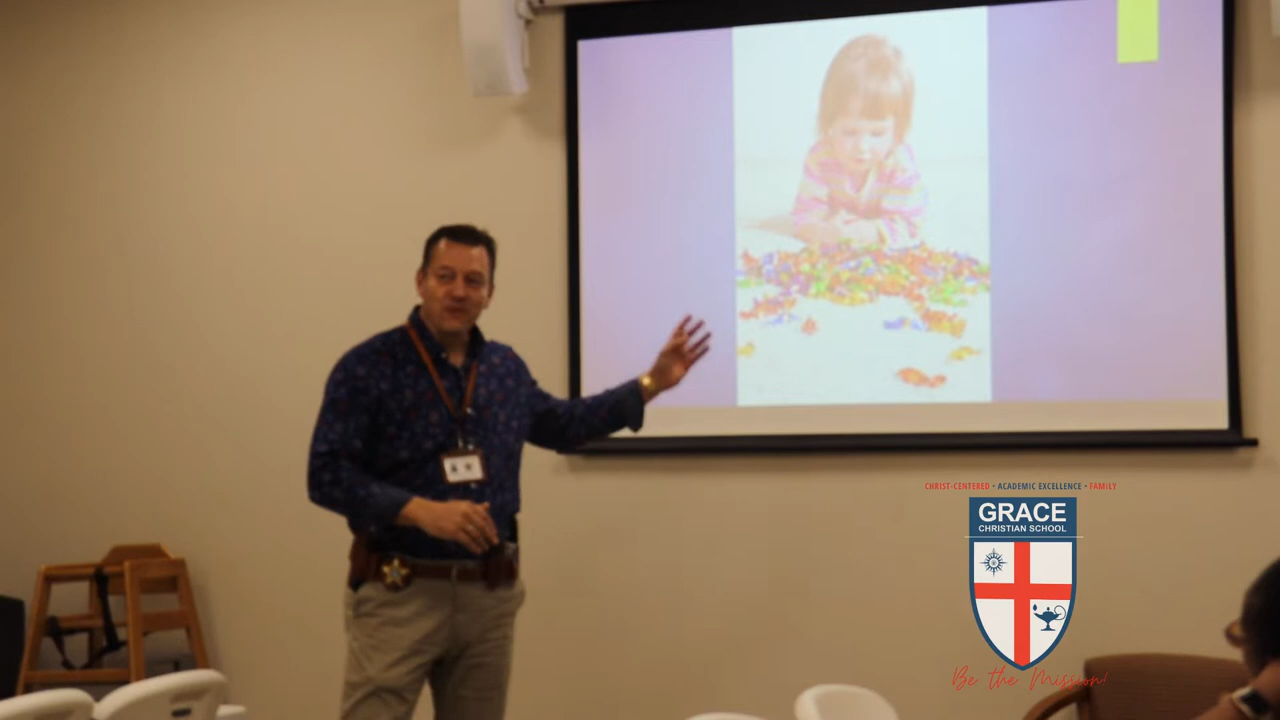 CHRIST-CENTERED • ACADEMIC EXCELLENCE • FAMILY
GRACE
CHRISTIAN SCHOOL
Be the Mission!